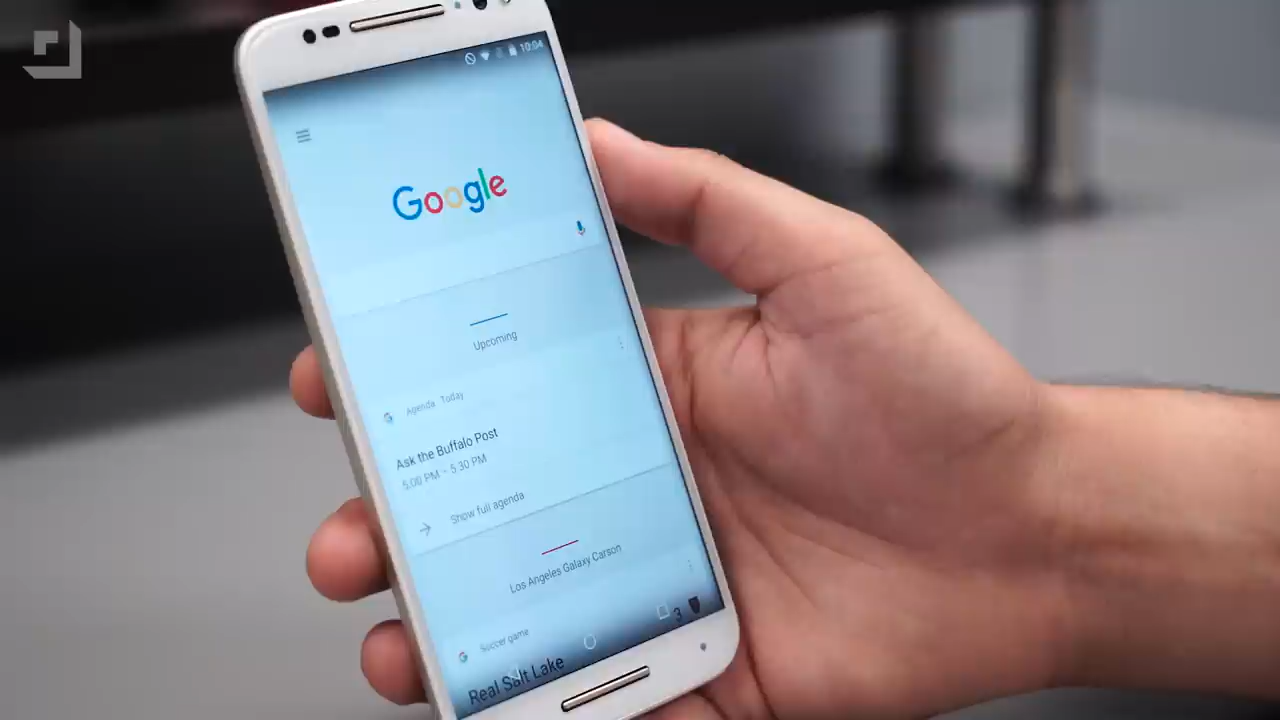 10:04
Google
Upcoming
Agenda · Today
Ask the Buffalo Post
5:00 PM - 5:30 PM
Show full agenda
Los Angeles Galaxy Carson
Soccer game
Real Salt Lake
3